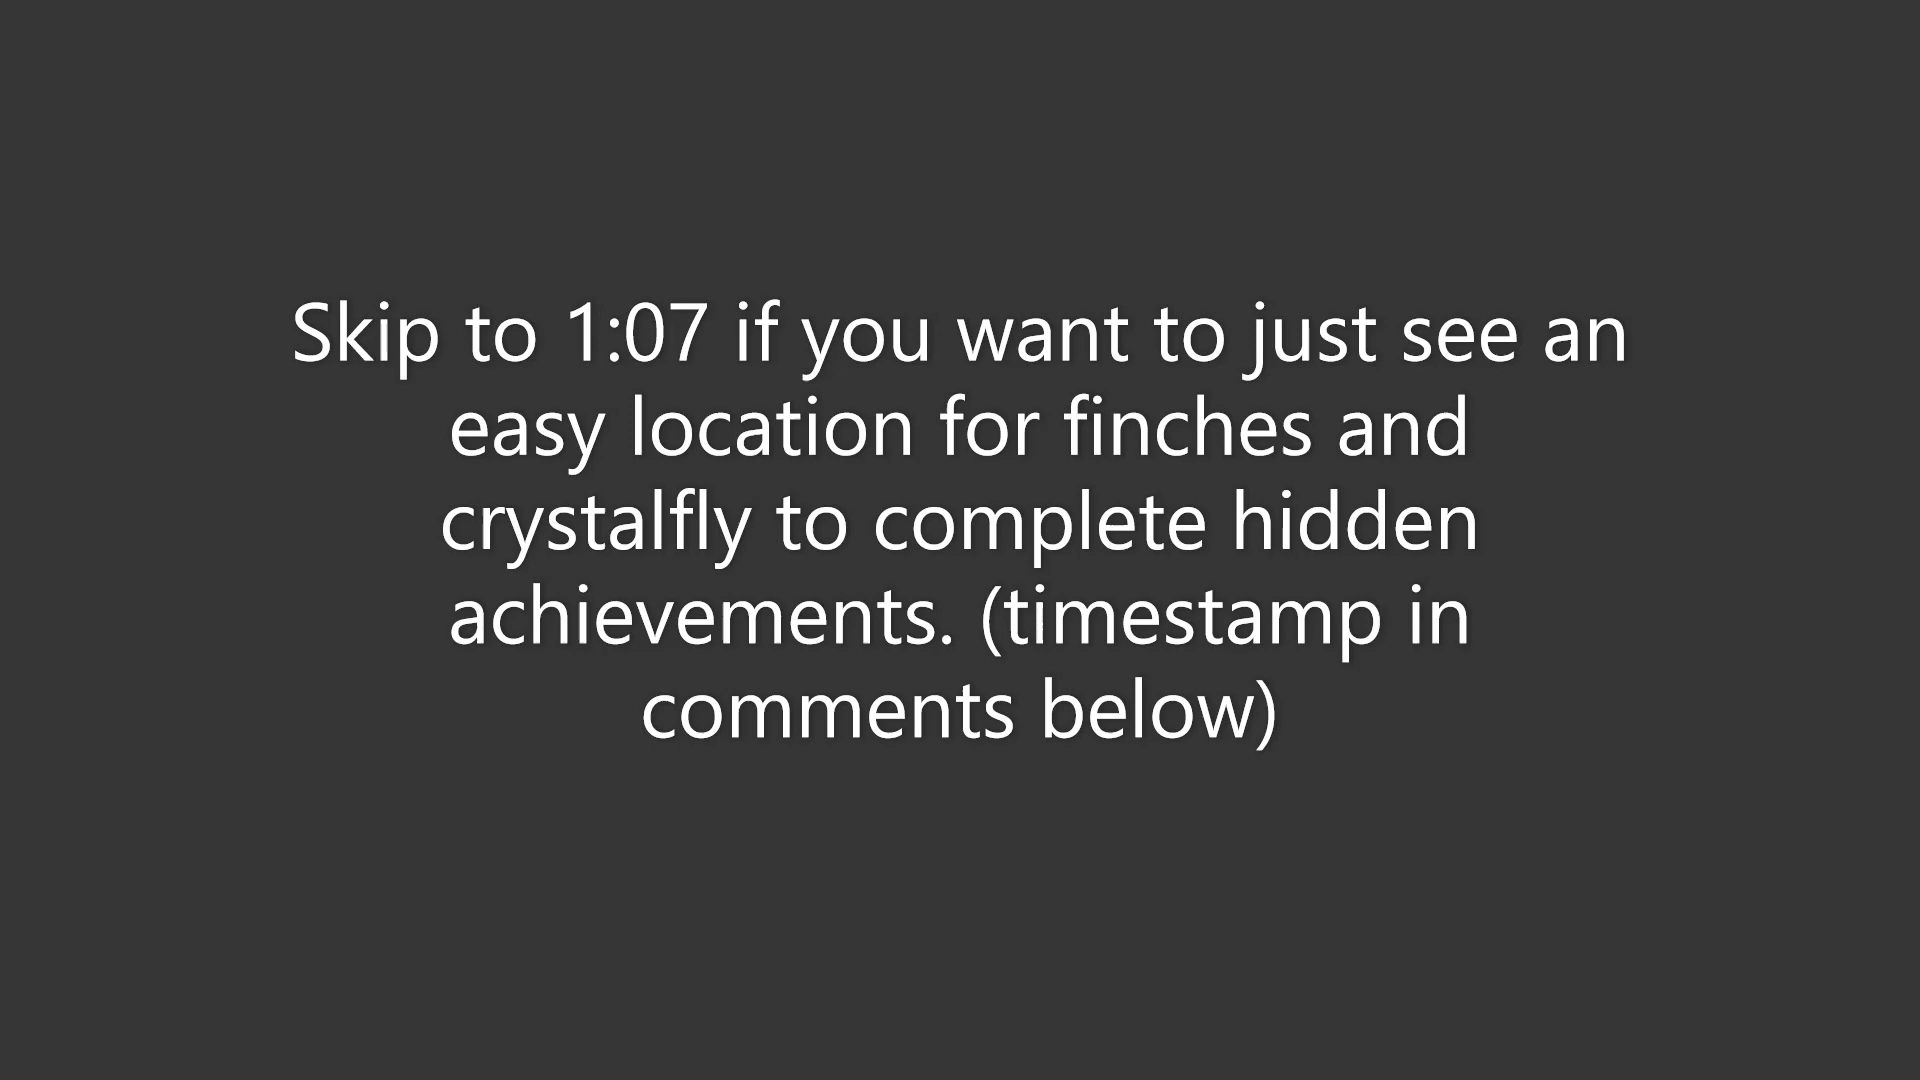 Skip to 1:07 if you want to just see an
easy location for finches and
crystalfly to complete hidden
achievements. (timestamp in
comments below)